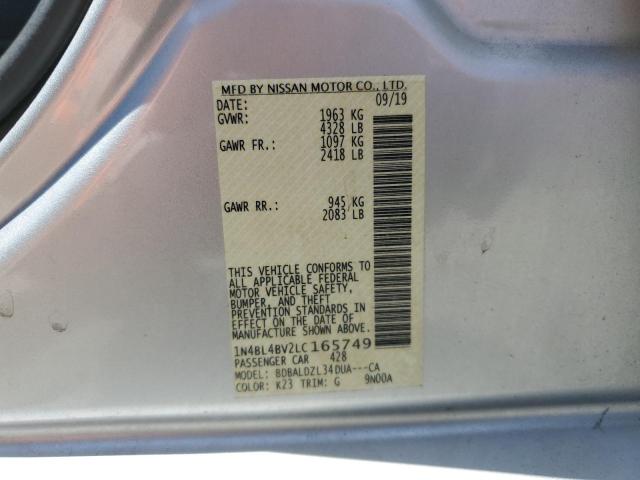 MFD BY NISSAN MOTOR CO., LTD.
DATE: 09/19
GVWR: 1963 KG
4328 LB
GAWR FR.: 1097 KG
2418 LB
GAWR RR.: 945 KG
2083 LB
THIS VEHICLE CONFORMS TO
ALL APPLICABLE FEDERAL
MOTOR VEHICLE SAFETY,
BUMPER, AND THEFT
PREVENTION STANDARDS IN
EFFECT ON THE DATE OF
MANUFACTURE SHOWN ABOVE.
1N4BL4BV2LC165749
PASSENGER CAR 428
MODEL: BDBALDZL34DUA---CA
COLOR: K23 TRIM: G 9N00A